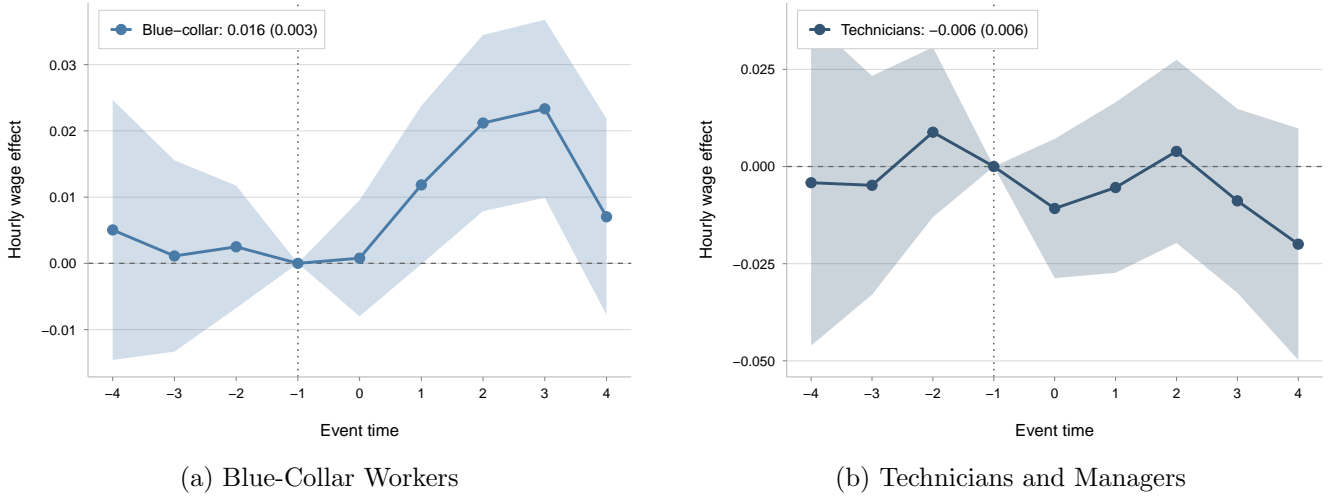 Blue−collar: 0.016 (0.003)
Hourly wage effect
0.03
0.02
0.01
0.00
−0.01
−4 −3 −2 −1 0 1 2 3 4
Event time
(a) Blue-Collar Workers
Technicians: −0.006 (0.006)
Hourly wage effect
0.025
0.000
−0.025
−0.050
−4 −3 −2 −1 0 1 2 3 4
Event time
(b) Technicians and Managers